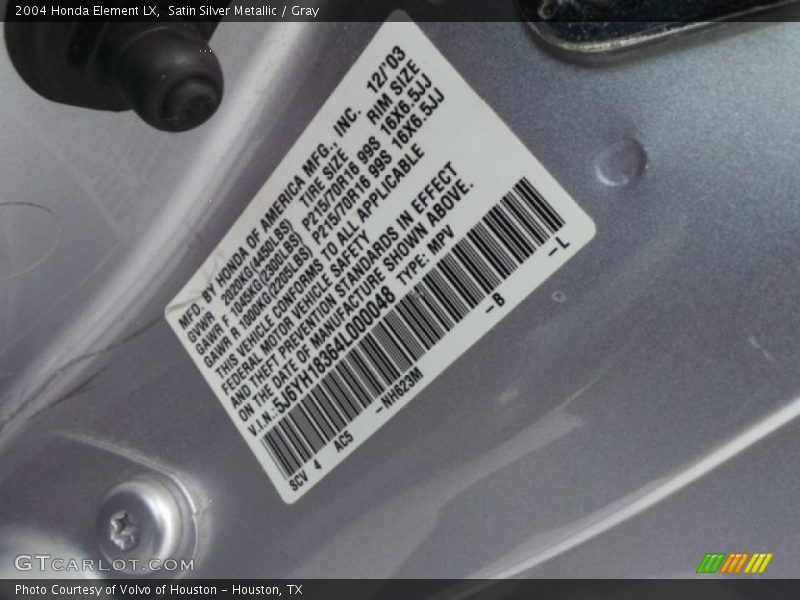 2004 Honda Element LX, Satin Silver Metallic / Gray
MFD. BY HONDA OF AMERICA MFG., INC. 12/'03
GVWR 2020KG(4450LBS) TIRE SIZE RIM SIZE
GAWR F 1045KG(2300LBS) P215/70R16 99S 16X6.5JJ
GAWR R 1000KG(2205LBS) P215/70R16 99S 16X6.5JJ
THIS VEHICLE CONFORMS TO ALL APPLICABLE
FEDERAL MOTOR VEHICLE SAFETY
AND THEFT PREVENTION STANDARDS IN EFFECT
ON THE DATE OF MANUFACTURE SHOWN ABOVE.
V.I.N.: 5J6YH18364L000048 TYPE: MPV
SCV 4 AC5 -NH623M -B -L
GTCARLOT.COM
Photo Courtesy of Volvo of Houston - Houston, TX